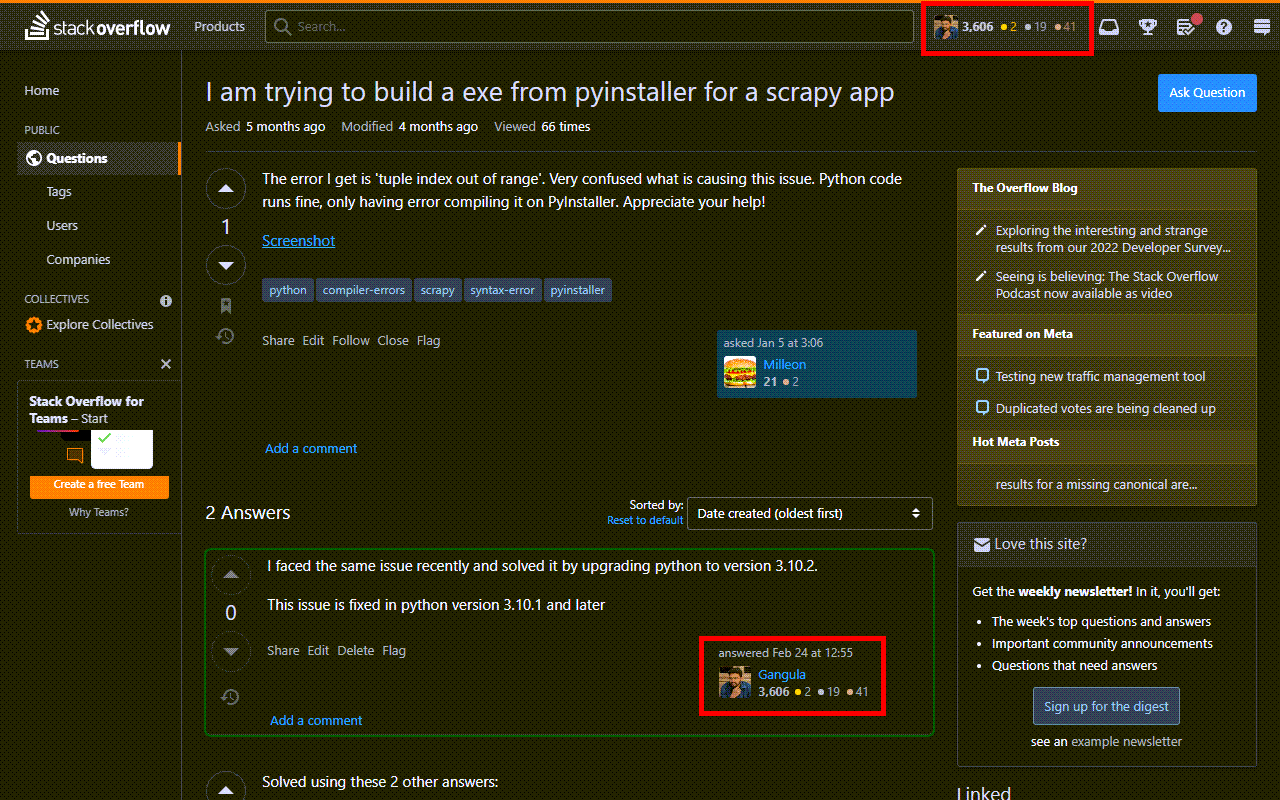 stack overflow
Products
Search...
3,606 2 19 41
Home
PUBLIC
Questions
Tags
Users
Companies
COLLECTIVES
Explore Collectives
TEAMS
Stack Overflow for
Teams – Start
Create a free Team
Why Teams?
I am trying to build a exe from pyinstaller for a scrapy app
Ask Question
Asked 5 months ago Modified 4 months ago Viewed 66 times
The error I get is 'tuple index out of range'. Very confused what is causing this issue. Python code
runs fine, only having error compiling it on PyInstaller. Appreciate your help!
1
Screenshot
python compiler-errors scrapy syntax-error pyinstaller
Share Edit Follow Close Flag
asked Jan 5 at 3:06
Milleon
21 2
Add a comment
2 Answers
Sorted by:
Reset to default
Date created (oldest first)
I faced the same issue recently and solved it by upgrading python to version 3.10.2.
0
This issue is fixed in python version 3.10.1 and later
Share Edit Delete Flag
answered Feb 24 at 12:55
Gangula
3,606 2 19 41
Add a comment
Solved using these 2 other answers:
The Overflow Blog
Exploring the interesting and strange
results from our 2022 Developer Survey...
Seeing is believing: The Stack Overflow
Podcast now available as video
Featured on Meta
Testing new traffic management tool
Duplicated votes are being cleaned up
Hot Meta Posts
results for a missing canonical are...
Love this site?
Get the weekly newsletter! In it, you'll get:
The week's top questions and answers
Important community announcements
Questions that need answers
Sign up for the digest
see an example newsletter
Linked